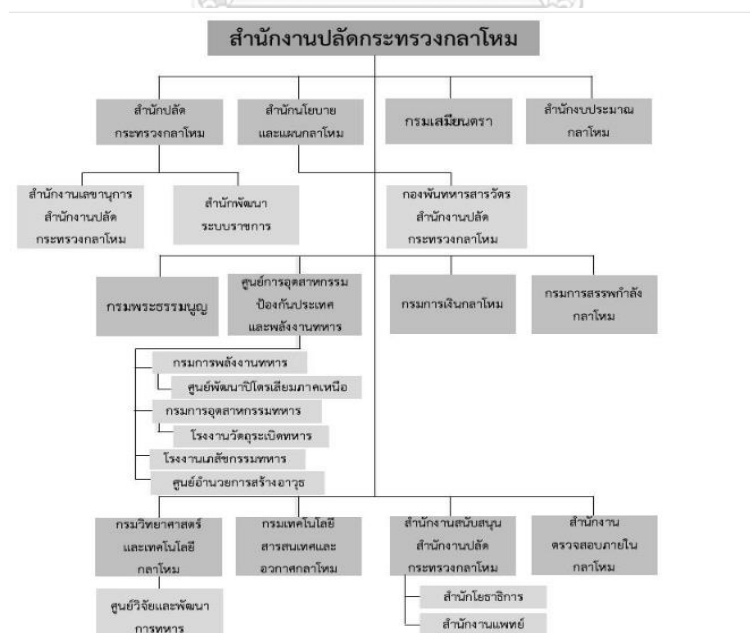 สำนักงานปลัดกระทรวงกลาโหม
สำนักปลัด
กระทรวงกลาโหม
สำนักนโยบาย
และแผนกลาโหม
กรมเสมียนตรา
สำนักงบประมาณ
กลาโหม
สำนักงานเลขานุการ
สำนักงานปลัด
กระทรวงกลาโหม
สำนักพัฒนา
ระบบราชการ
กองพันทหารสารวัตร
สำนักงานปลัด
กระทรวงกลาโหม
กรมพระธรรมนูญ
ศูนย์การอุตสาหกรรม
ป้องกันประเทศ
และพลังงานทหาร
กรมการเงินกลาโหม
กรมการสรรพกำลัง
กลาโหม
กรมการพลังงานทหาร
ศูนย์พัฒนาปิโตรเลียมภาคเหนือ
กรมการอุตสาหกรรมทหาร
โรงงานวัตถุระเบิดทหาร
โรงงานเภสัชกรรมทหาร
ศูนย์อำนวยการสร้างอาวุธ
กรมวิทยาศาสตร์
และเทคโนโลยี
กลาโหม
กรมเทคโนโลยี
สารสนเทศและ
อวกาศกลาโหม
สำนักงานสนับสนุน
สำนักงานปลัด
กระทรวงกลาโหม
สำนักงาน
ตรวจสอบภายใน
กลาโหม
ศูนย์วิจัยและพัฒนา
การทหาร
สำนักโยธาธิการ
สำนักงานแพทย์